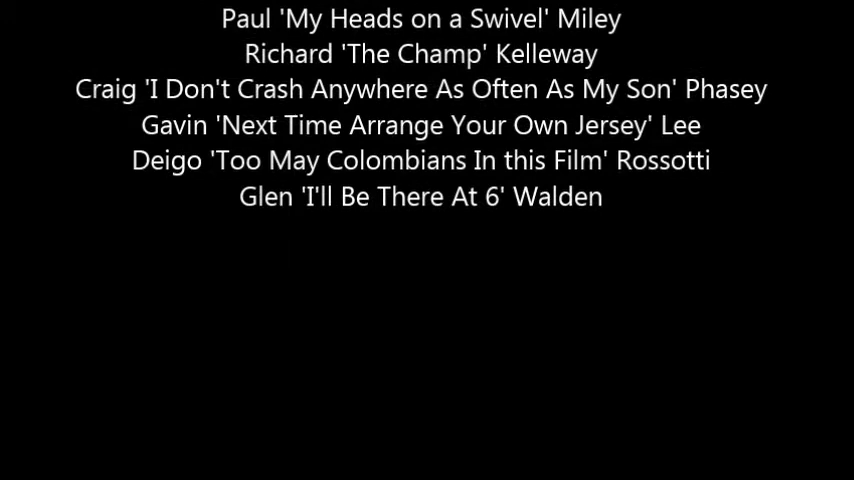 Paul 'My Heads on a Swivel' Miley
Richard 'The Champ' Kelleway
Craig 'I Don't Crash Anywhere As Often As My Son' Phasey
Gavin 'Next Time Arrange Your Own Jersey' Lee
Deigo 'Too May Colombians In this Film' Rossotti
Glen 'I'll Be There At 6' Walden